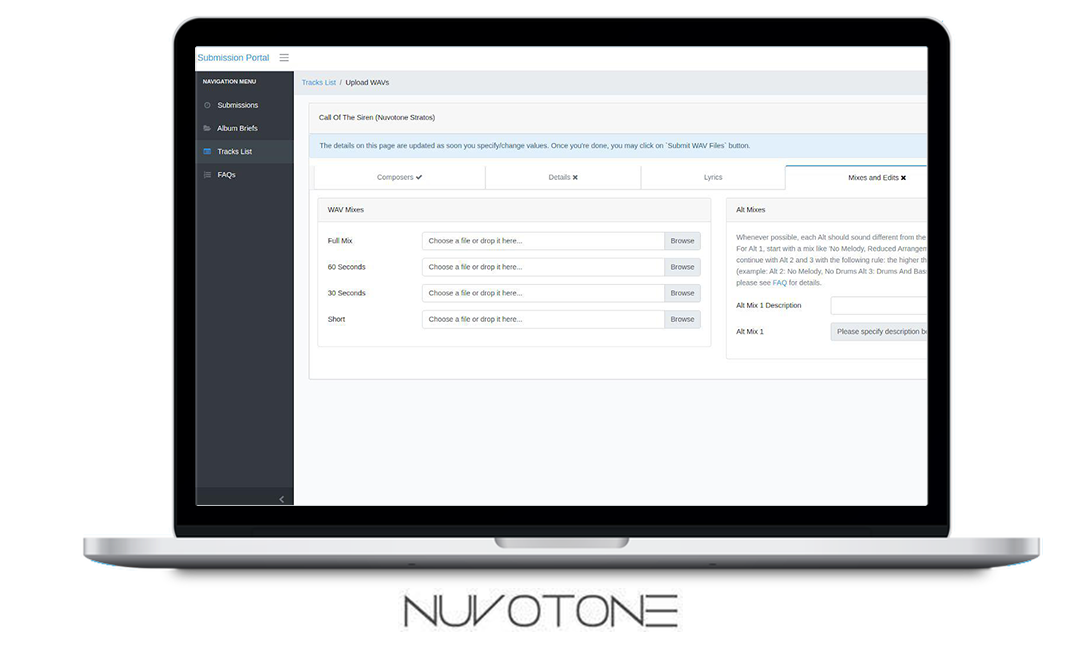 Submission Portal
NAVIGATION MENU
Submissions
Album Briefs
Tracks List
FAQs
Tracks List / Upload WAVs
Call Of The Siren (Nuvotone Stratos)
The details on this page are updated as soon you specify/change values. Once you're done, you may click on `Submit WAV Files` button.
Composers
Details
Lyrics
Mixes and Edits
WAV Mixes
Full Mix Choose a file or drop it here... Browse
60 Seconds Choose a file or drop it here... Browse
30 Seconds Choose a file or drop it here... Browse
Short Choose a file or drop it here... Browse
Alt Mixes
Whenever possible, each Alt should sound different from the
For Alt 1, start with a mix like 'No Melody, Reduced Arrangem
continue with Alt 2 and 3 with the following rule: the higher th
(example: Alt 2: No Melody, No Drums Alt 3: Drums And Bas
please see FAQ for details.
Alt Mix 1 Description
Alt Mix 1 Please specify description be
NUVOTONE